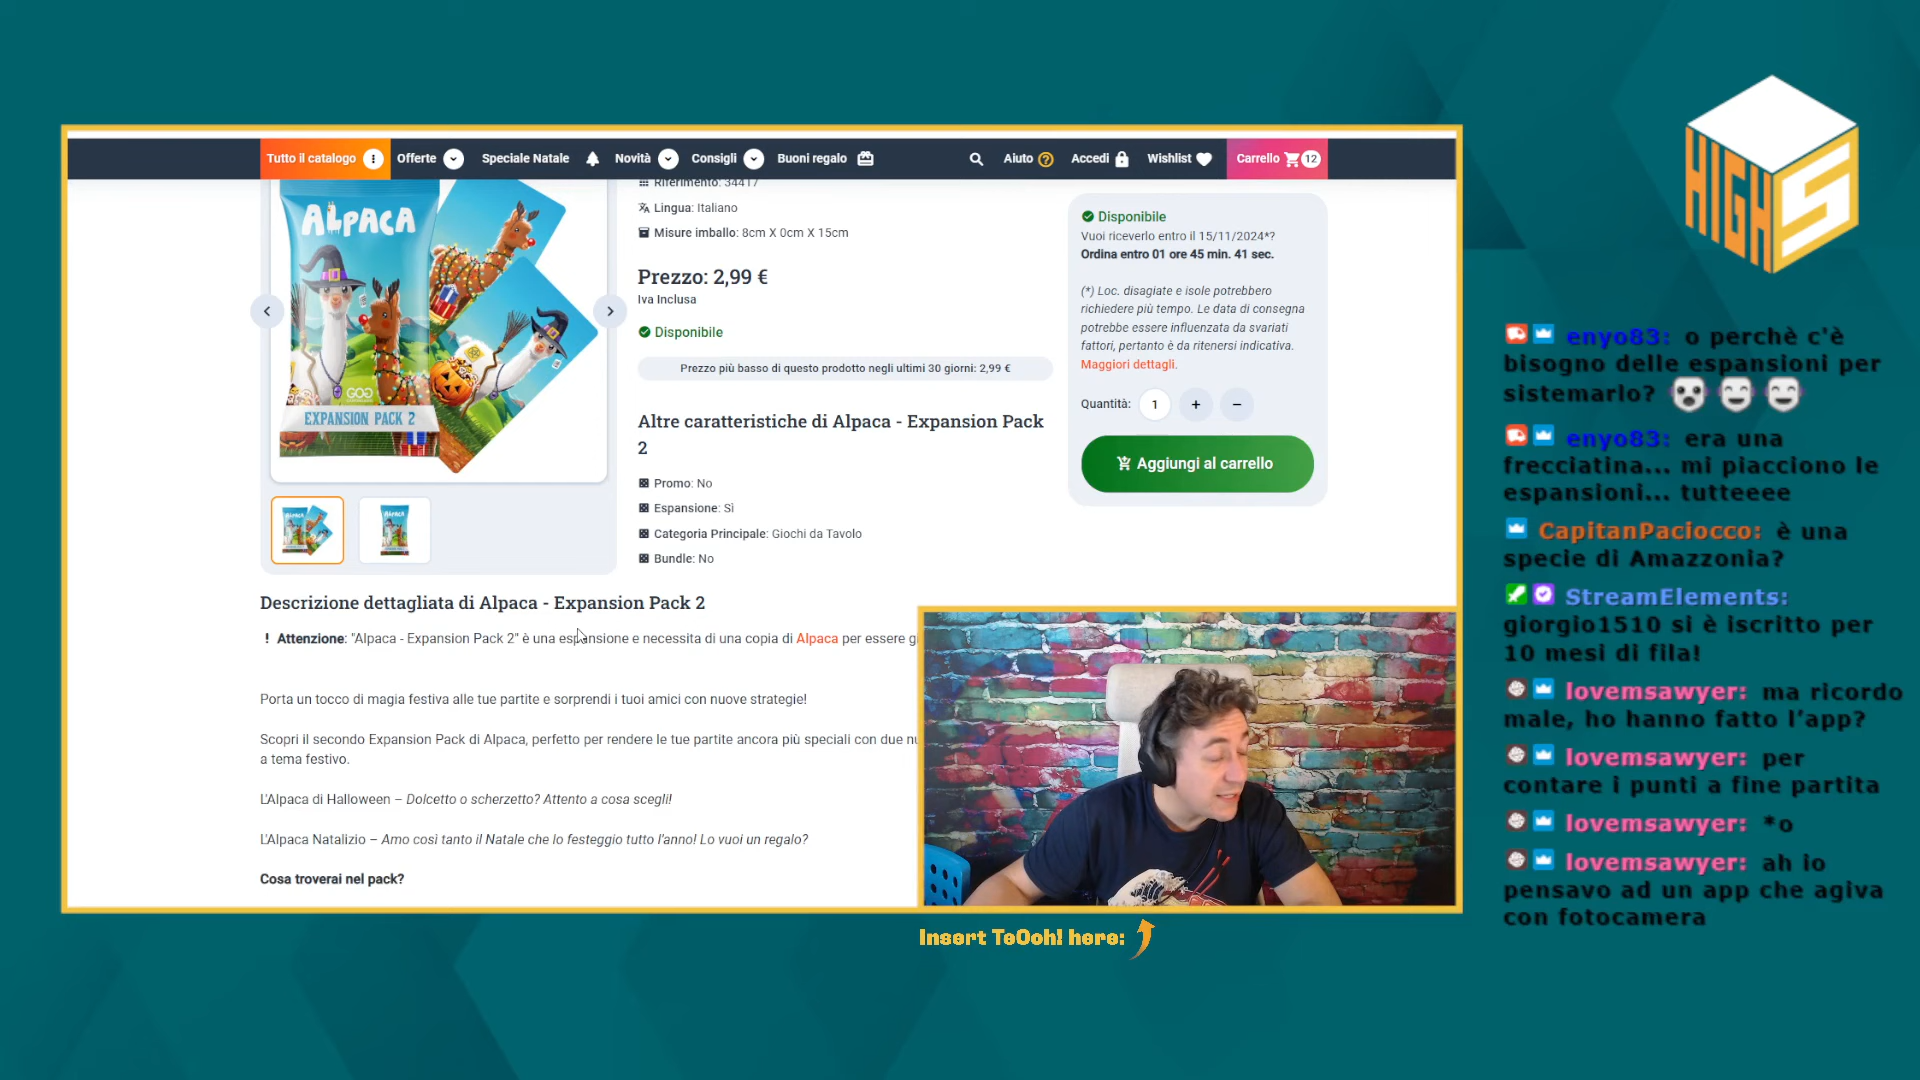 Tutto il catalogo
Offerte
Speciale Natale
Novità
Consigli
Buoni regalo
Aiuto
Accedi
Wishlist
Carrello 12
ALPACA
GOG
EXPANSION PACK 2
Riferimento: 34417
Lingua: Italiano
Misure imballo: 8cm X 0cm X 15cm
Prezzo: 2,99 €
Iva Inclusa
Disponibile
Prezzo più basso di questo prodotto negli ultimi 30 giorni: 2,99 €
Altre caratteristiche di Alpaca - Expansion Pack
2
Promo: No
Espansione: Sì
Categoria Principale: Giochi da Tavolo
Bundle: No
Disponibile
Vuoi riceverlo entro il 15/11/2024*?
Ordina entro 01 ore 45 min. 41 sec.
(*) Loc. disagiate e isole potrebbero
richiedere più tempo. Le data di consegna
potrebbe essere influenzata da svariati
fattori, pertanto è da ritenersi indicativa.
Maggiori dettagli.
Quantità: 1 + −
Aggiungi al carrello
Descrizione dettagliata di Alpaca - Expansion Pack 2
! Attenzione: "Alpaca - Expansion Pack 2" è una espansione e necessita di una copia di Alpaca per essere gi
Porta un tocco di magia festiva alle tue partite e sorprendi i tuoi amici con nuove strategie!
Scopri il secondo Expansion Pack di Alpaca, perfetto per rendere le tue partite ancora più speciali con due nu
a tema festivo.
L'Alpaca di Halloween – Dolcetto o scherzetto? Attento a cosa scegli!
L'Alpaca Natalizio – Amo così tanto il Natale che lo festeggio tutto l'anno! Lo vuoi un regalo?
Cosa troverai nel pack?
Insert TeOoh! here:
HIGH5
enyo83: o perchè c'è
bisogno delle espansioni per
sistemarlo?
enyo83: era una
frecciatina... mi piacciono le
espansioni... tutteeee
CapitanPaciocco: è una
specie di Amazzonia?
StreamElements:
giorgio1510 si è iscritto per
10 mesi di fila!
lovemsawyer: ma ricordo
male, ho hanno fatto l'app?
lovemsawyer: per
contare i punti a fine partita
lovemsawyer: *o
lovemsawyer: ah io
pensavo ad un app che agiva
con fotocamera